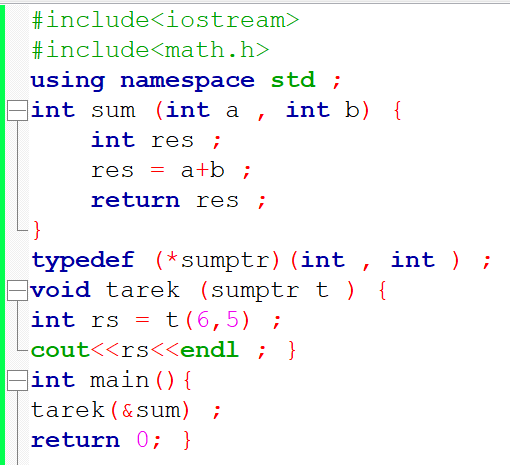 #include<iostream>
#include<math.h>
using namespace std ;
int sum (int a , int b) {
int res ;
res = a+b ;
return res ;
}
typedef (*sumptr)(int , int ) ;
void tarek (sumptr t ) {
int rs = t(6,5) ;
cout<<rs<<endl ; }
int main(){
tarek(&sum) ;
return 0; }